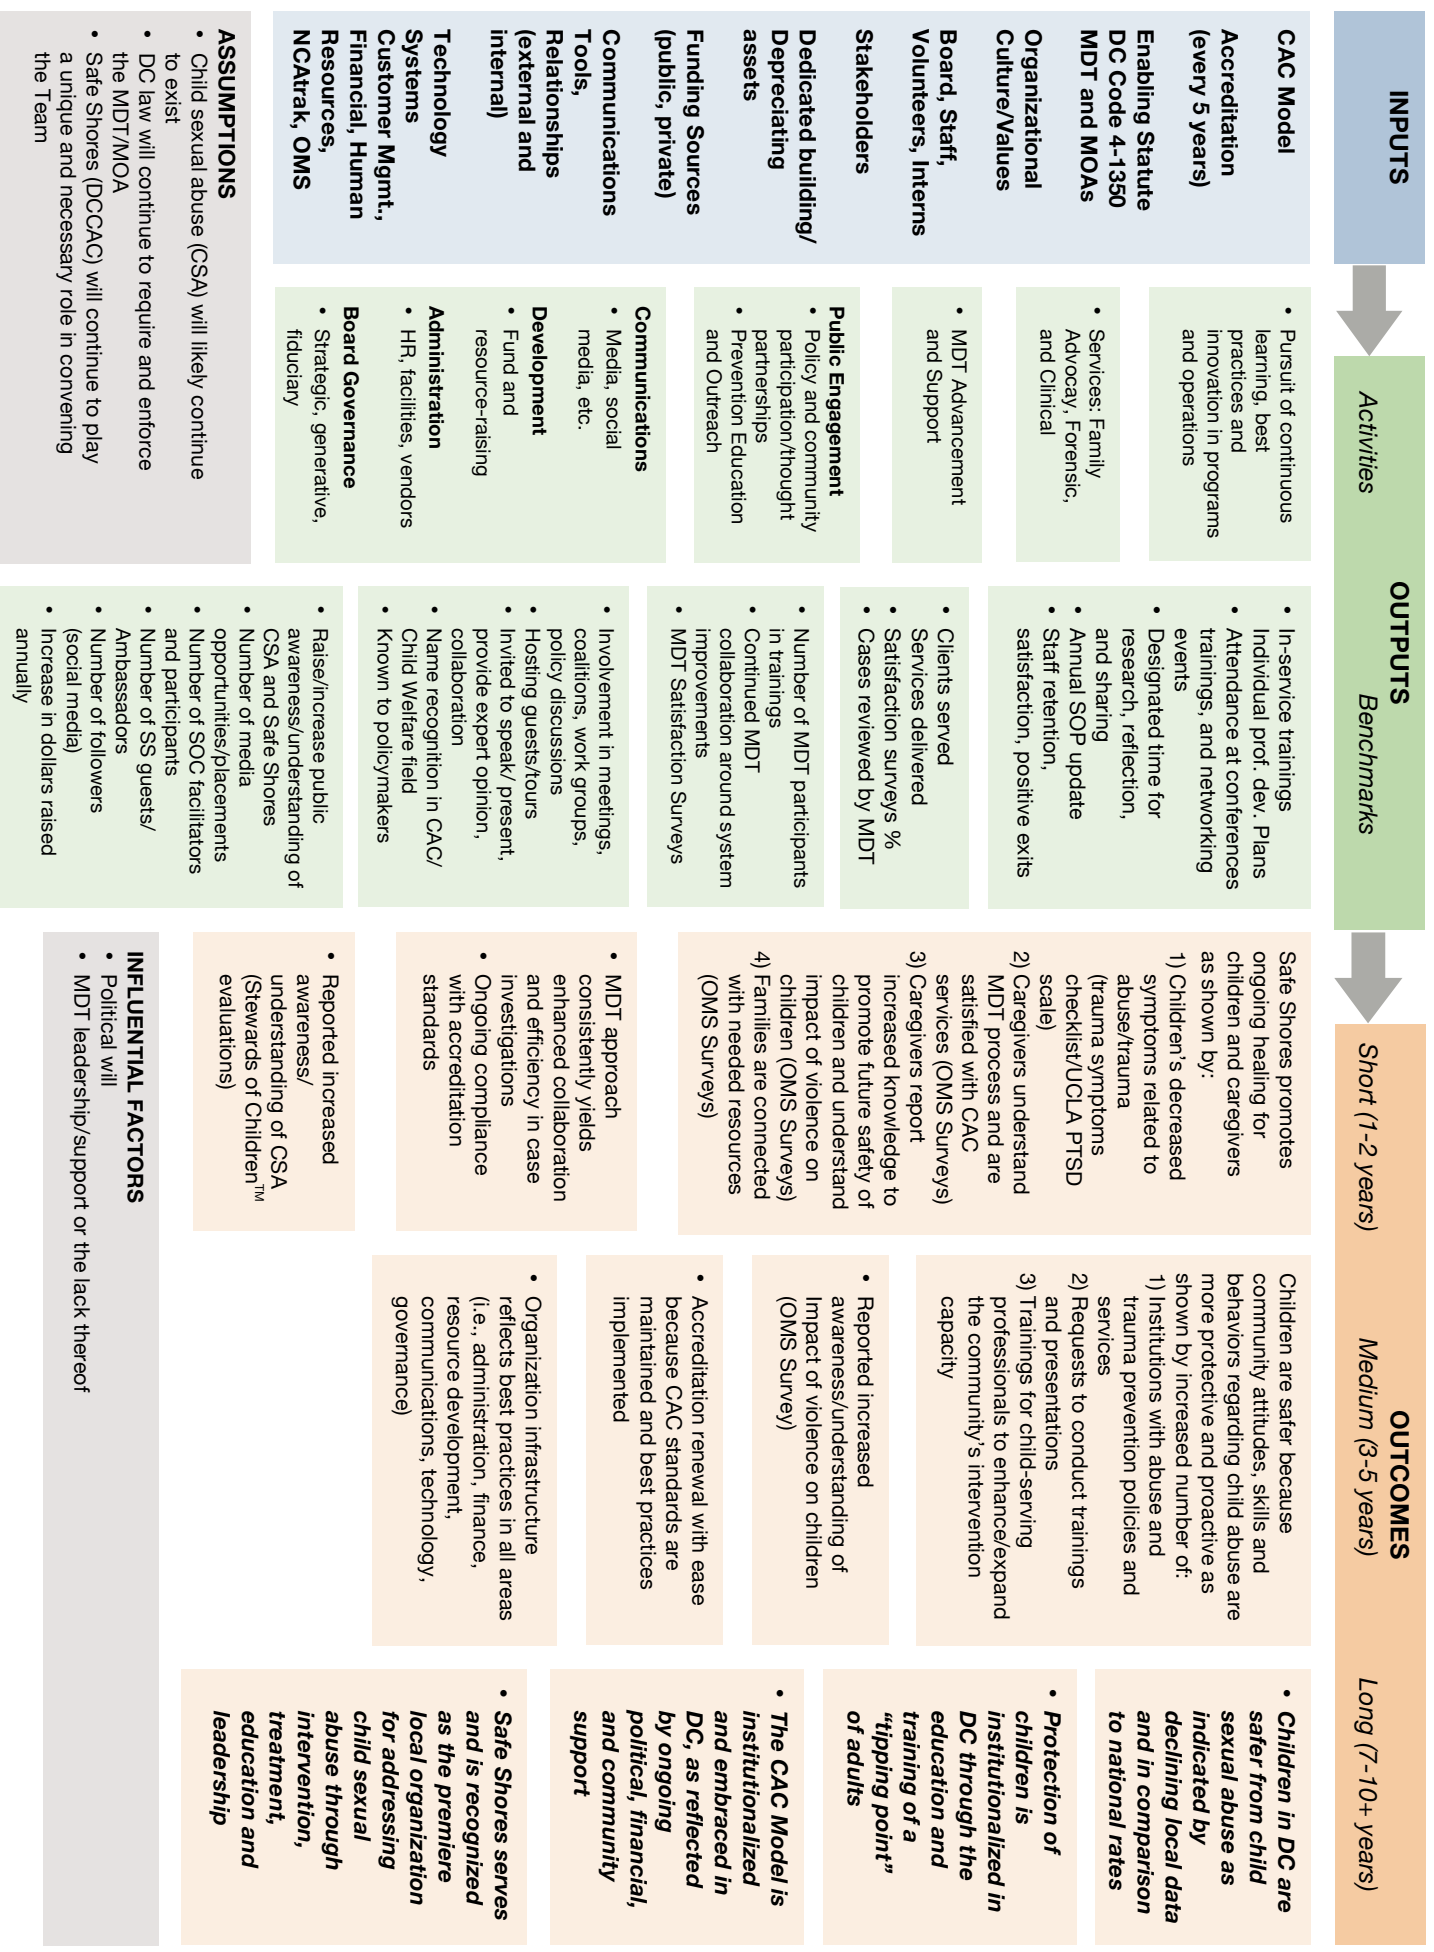 INPUTS
CAC Model
Accreditation
(every 5 years)
Enabling Statute
DC Code 4-1350
MDT and MOAs
Organizational
Culture/Values
Board, Staff,
Volunteers, Interns
Stakeholders
Dedicated building/
Depreciating
assets
Funding Sources
(public, private)
Communications
Tools,
Relationships
(external and
internal)
Technology
Systems
Customer Mgmt.,
Financial, Human
Resources,
NCAtrak, OMS
OUTPUTS
Activities
• Pursuit of continuous
learning, best
practices and
innovation in programs
and operations
• Services: Family
Advocay, Forensic,
and Clinical
• MDT Advancement
and Support
Public Engagement
• Policy and community
participation/thought
partnerships
• Prevention Education
and Outreach
Communications
• Media, social
media, etc.
Development
• Fund and
resource-raising
Administration
• HR, facilities, vendors
Board Governance
• Strategic, generative,
fiduciary
Benchmarks
• In-service trainings
Individual prof. dev. Plans
• Attendance at conferences
trainings, and networking
events
• Designated time for
research, reflection,
and sharing
• Annual SOP update
• Staff retention,
satisfaction, positive exits
• Clients served
Services delivered
• Satisfaction surveys %
• Cases reviewed by MDT
• Number of MDT participants
in trainings
• Continued MDT
collaboration around system
improvements
• MDT Satisfaction Surveys
• Involvement in meetings,
coalitions, work groups,
policy discussions
• Hosting guests/tours
• Invited to speak/ present,
provide expert opinion,
collaboration
• Name recognition in CAC/
Child Welfare field
• Known to policymakers
• Raise/increase public
awareness/understanding of
CSA and Safe Shores
• Number of media
opportunities/placements
• Number of SOC facilitators
and participants
• Number of SS guests/
Ambassadors
• Number of followers
(social media)
• Increase in dollars raised
annually
OUTCOMES
Short (1-2 years)
Safe Shores promotes
ongoing healing for
children and caregivers
as shown by:
1) Children's decreased
symptoms related to
abuse/trauma
(trauma symptoms
checklist/UCLA PTSD
scale)
2) Caregivers understand
MDT process and are
satisfied with CAC
services (OMS Surveys)
3) Caregivers report
increased knowledge to
promote future safety of
children and understand
impact of violence on
children (OMS Surveys)
4) Families are connected
with needed resources
(OMS Surveys)
• MDT approach
consistently yields
enhanced collaboration
and efficiency in case
investigations
• Ongoing compliance
with accreditation
standards
• Reported increased
awareness/
understanding of CSA
(Stewards of Children™
evaluations)
Medium (3-5 years)
Children are safer because
community attitudes, skills and
behaviors regarding child abuse are
more protective and proactive as
shown by increased number of:
1) Institutions with abuse and
trauma prevention policies and
services
2) Requests to conduct trainings
and presentations
3) Trainings for child-serving
professionals to enhance/expand
the community's intervention
capacity
• Reported increased
awareness/understanding of
Impact of violence on children
(OMS Survey)
• Accreditation renewal with ease
because CAC standards are
maintained and best practices
implemented
• Organization infrastructure
reflects best practices in all areas
(i.e., administration, finance,
resource development,
communications, technology,
governance)
Long (7-10+ years)
• Children in DC are
safer from child
sexual abuse as
indicated by
declining local data
and in comparison
to national rates
• Protection of
children is
institutionalized in
DC through the
education and
training of a
“tipping point”
of adults
• The CAC Model is
institutionalized
and embraced in
DC, as reflected
by ongoing
political, financial,
and community
support
• Safe Shores serves
and is recognized
as the premiere
local organization
for addressing
child sexual
abuse through
intervention,
treatment,
education and
leadership
ASSUMPTIONS
• Child sexual abuse (CSA) will likely continue
to exist
• DC law will continue to require and enforce
the MDT/MOA
• Safe Shores (DCCAC) will continue to play
a unique and necessary role in convening
the Team
INFLUENTIAL FACTORS
• Political will
• MDT leadership/support or the lack thereof